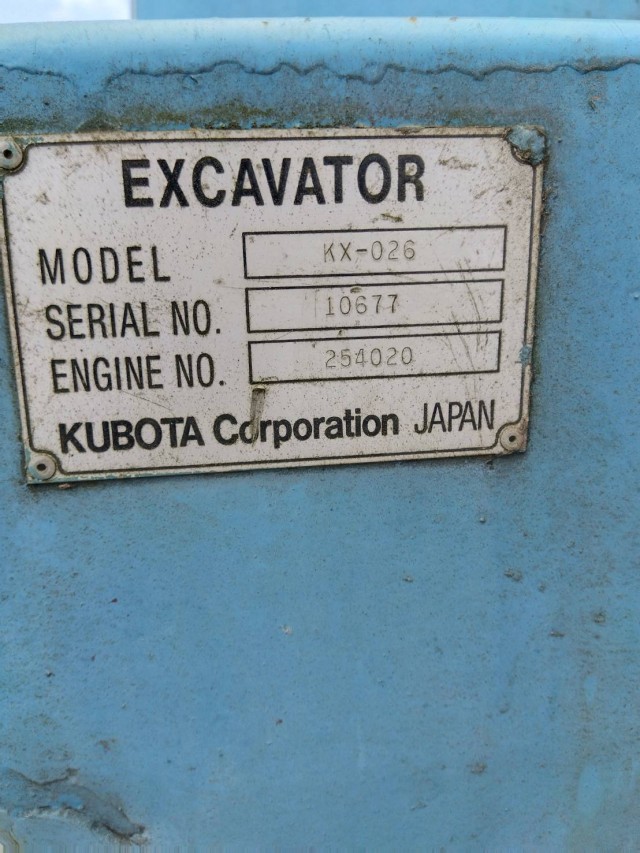 EXCAVATOR
MODEL KX-026
SERIAL NO. 10677
ENGINE NO. 254020
KUBOTA Corporation JAPAN